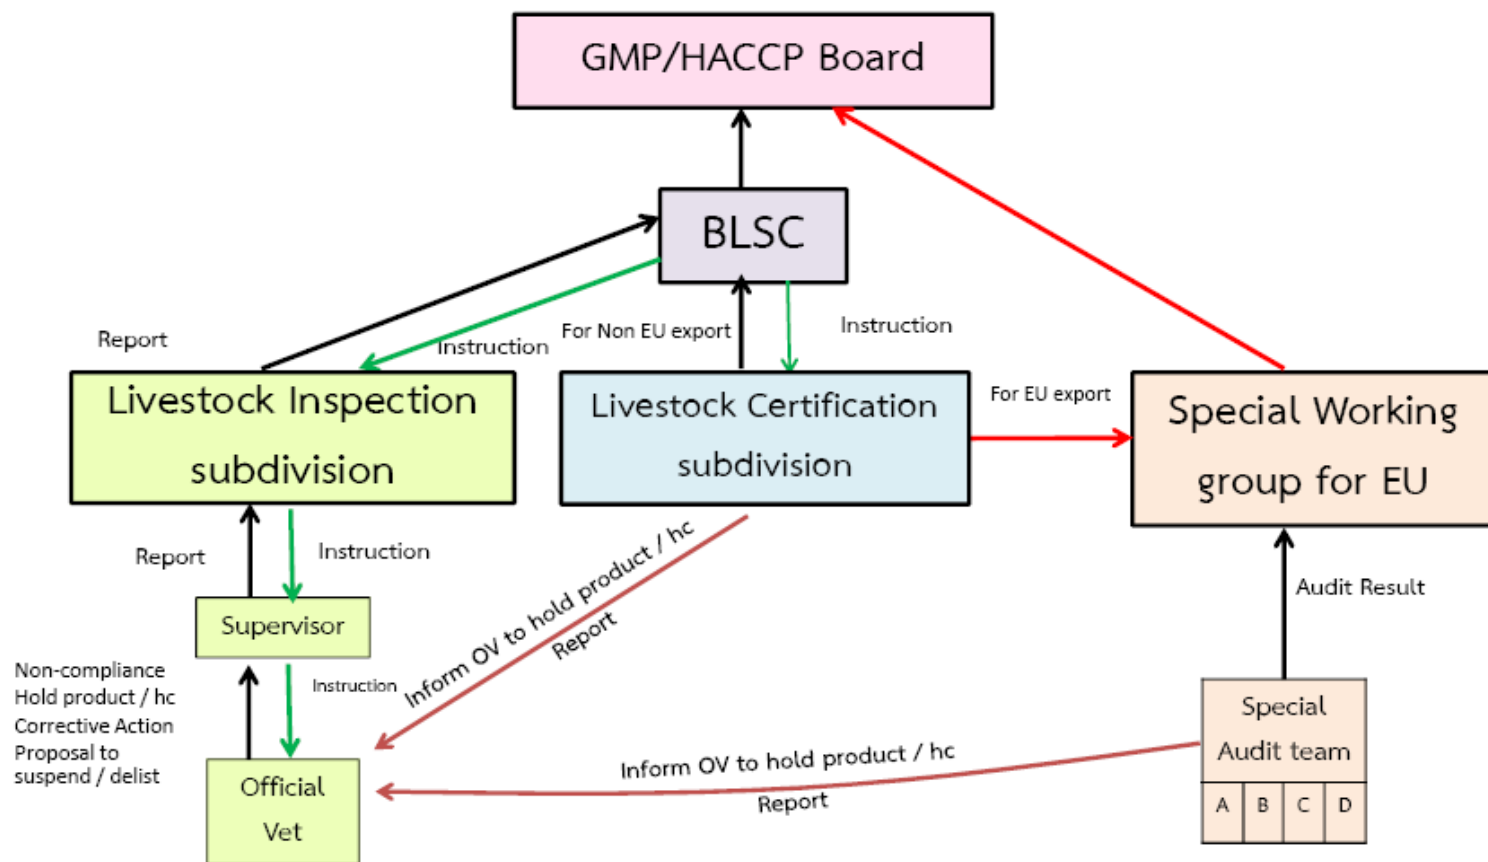 GMP/HACCP Board
BLSC
Report
Instruction
For Non EU export
Instruction
Livestock Inspection
subdivision
Livestock Certification
subdivision
For EU export
Special Working
group for EU
Report
Instruction
Inform OV to hold product / hc
Report
Audit Result
Supervisor
Non-compliance
Hold product / hc
Corrective Action
Proposal to
suspend / delist
Instruction
Official
Vet
Inform OV to hold product / hc
Report
Special
Audit team
A B C D